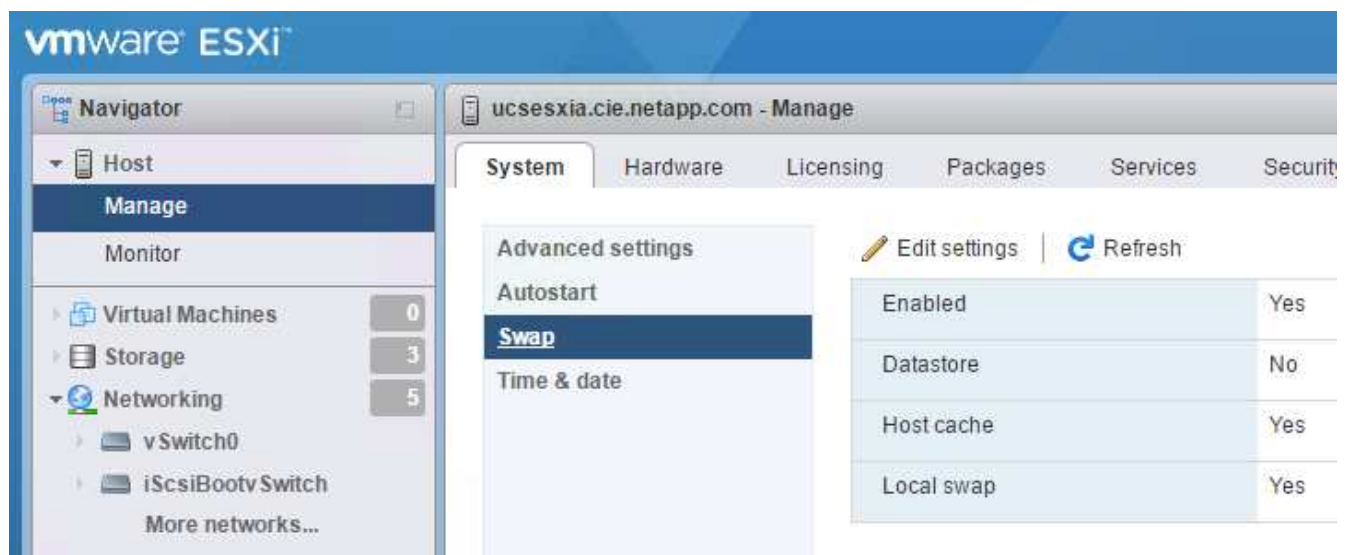 vmware® ESXi™
Navigator
Host
Manage
Monitor
Virtual Machines 0
Storage 3
Networking 5
vSwitch0
iScsiBootvSwitch
More networks...
ucsesxia.cie.netapp.com - Manage
System Hardware Licensing Packages Services Security
Advanced settings
Autostart
Swap
Time & date
Edit settings | Refresh
Enabled Yes
Datastore No
Host cache Yes
Local swap Yes